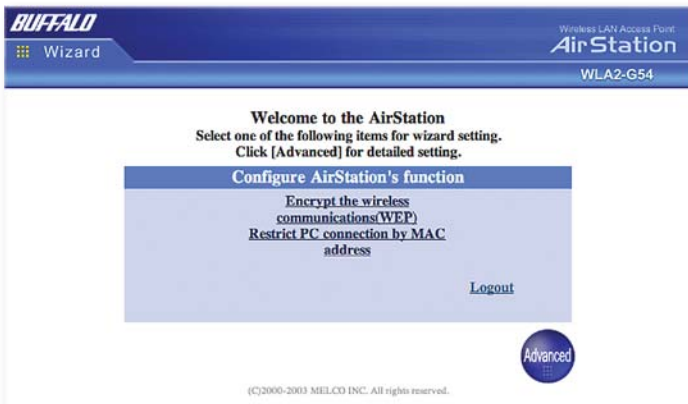 BUFFALO
Wizard
Wireless LAN Access Point
AirStation
WLA2-G54
Welcome to the AirStation
Select one of the following items for wizard setting.
Click [Advanced] for detailed setting.
Configure AirStation's function
Encrypt the wireless
communications(WEP)
Restrict PC connection by MAC
address
Logout
Advanced
(C)2000-2003 MELCO INC. All rights reserved.